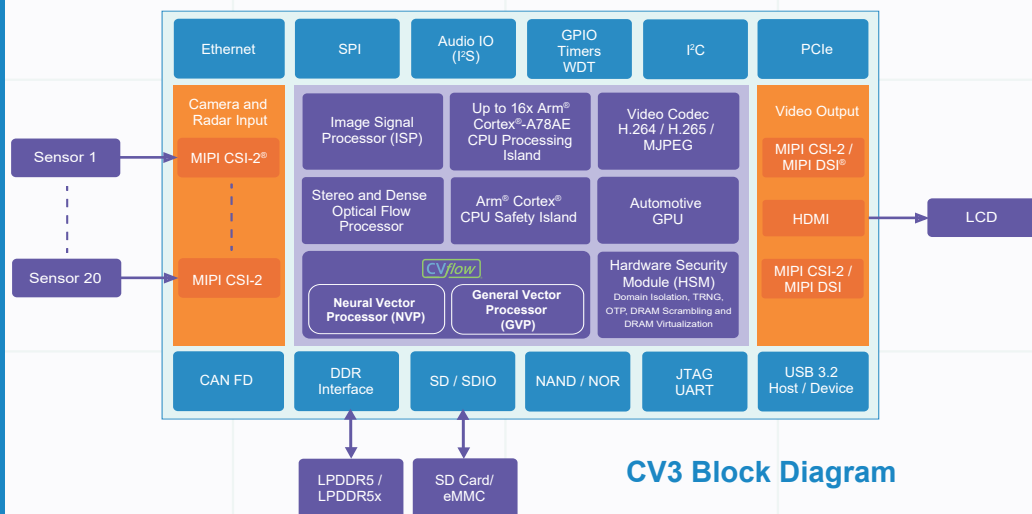 Ethernet
SPI
Audio IO
(I²S)
GPIO
Timers
WDT
I²C
PCIe
Camera and
Radar Input
MIPI CSI-2®
MIPI CSI-2
Sensor 1
Sensor 20
Image Signal
Processor (ISP)
Up to 16x Arm®
Cortex®-A78AE
CPU Processing
Island
Video Codec
H.264 / H.265 /
MJPEG
Stereo and Dense
Optical Flow
Processor
Arm® Cortex®
CPU Safety Island
Automotive
GPU
CVflow
Neural Vector
Processor (NVP)
General Vector
Processor
(GVP)
Hardware Security
Module (HSM)
Domain Isolation, TRNG,
OTP, DRAM Scrambling and
DRAM Virtualization
Video Output
MIPI CSI-2 /
MIPI DSI®
HDMI
MIPI CSI-2 /
MIPI DSI
LCD
CAN FD
DDR
Interface
SD / SDIO
NAND / NOR
JTAG
UART
USB 3.2
Host / Device
LPDDR5 /
LPDDR5x
SD Card/
eMMC
CV3 Block Diagram